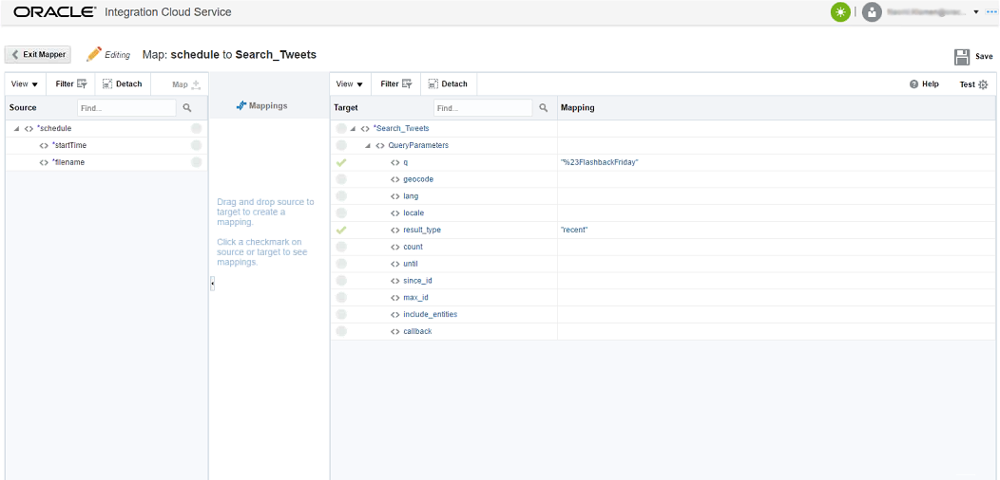 ORACLE® Integration Cloud Service
Exit Mapper
Editing
Map: schedule to Search_Tweets
Save
View Filter Detach Map
Source Find...
*schedule
*startTime
*filename
Mappings
Drag and drop source to
target to create a
mapping.
Click a checkmark on
source or target to see
mappings.
View Filter Detach Help Test
Target Find... Mapping
*Search_Tweets
QueryParameters
q "%23FlashbackFriday"
geocode
lang
locale
result_type "recent"
count
until
since_id
max_id
include_entities
callback